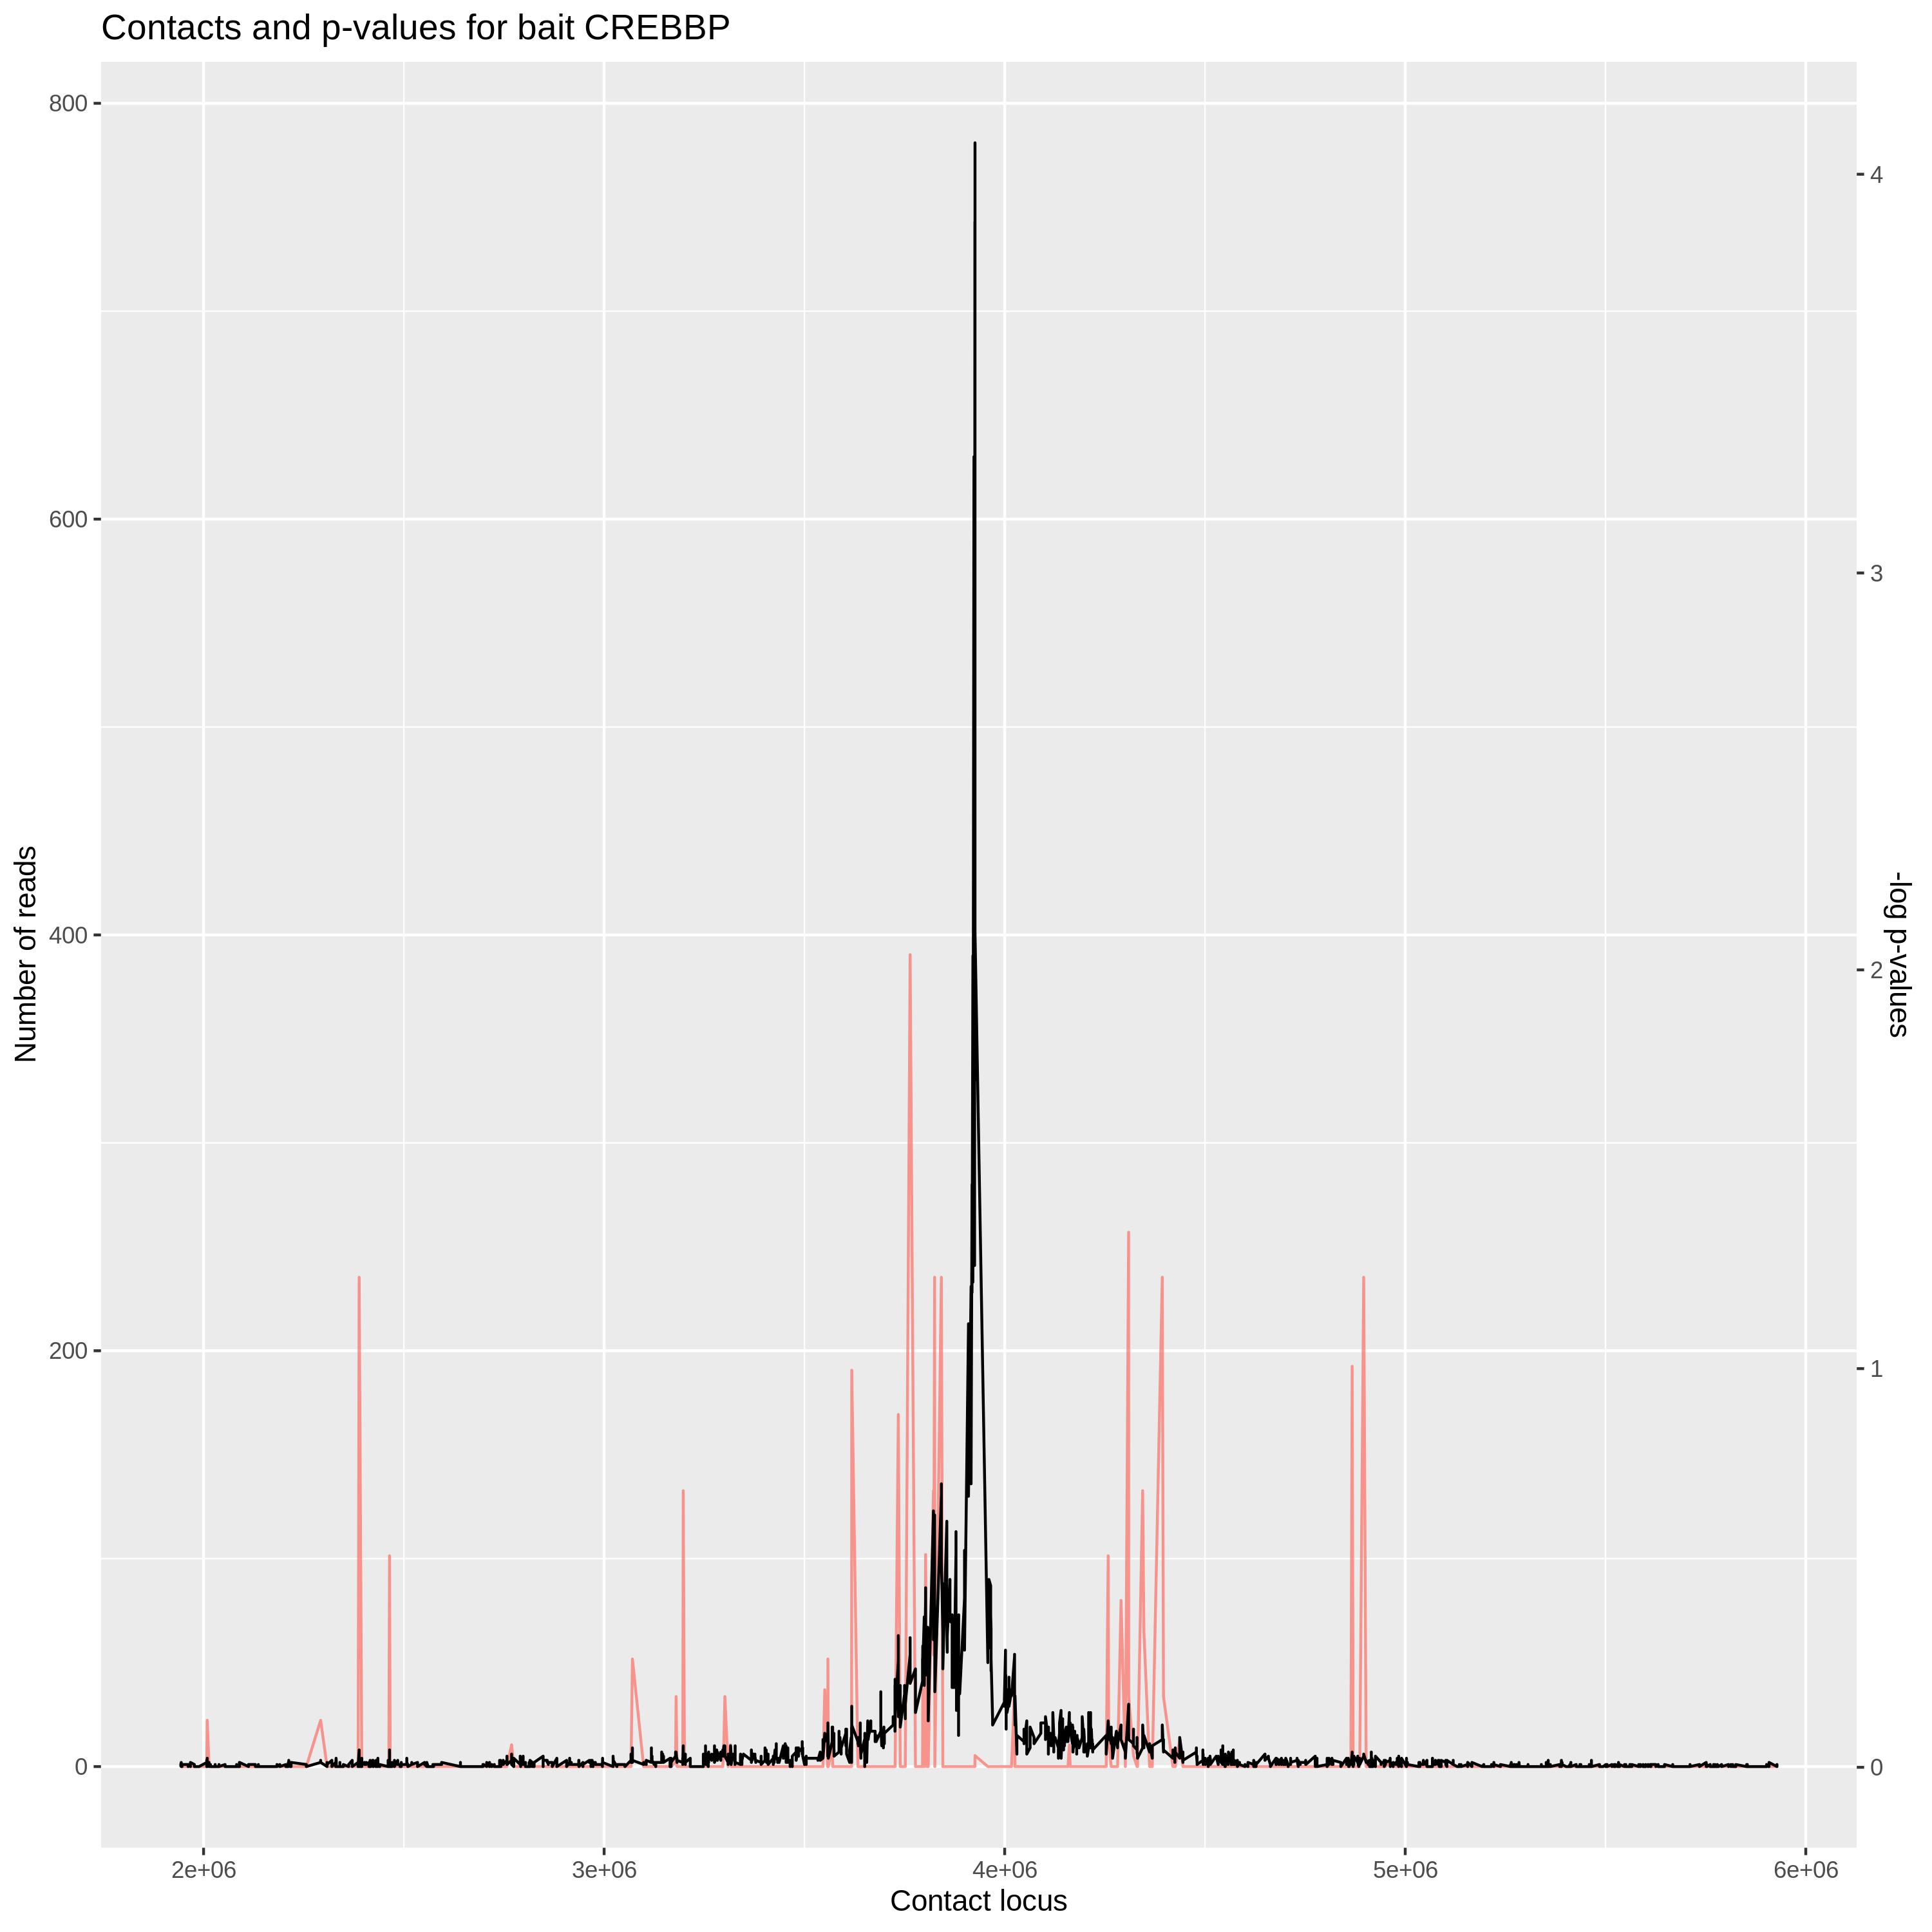 Contacts and p-values for bait CREBBP
800
600
400
200
0
Number of reads
4
3
2
1
0
-log p-values
2e+06 3e+06 4e+06 5e+06 6e+06
Contact locus